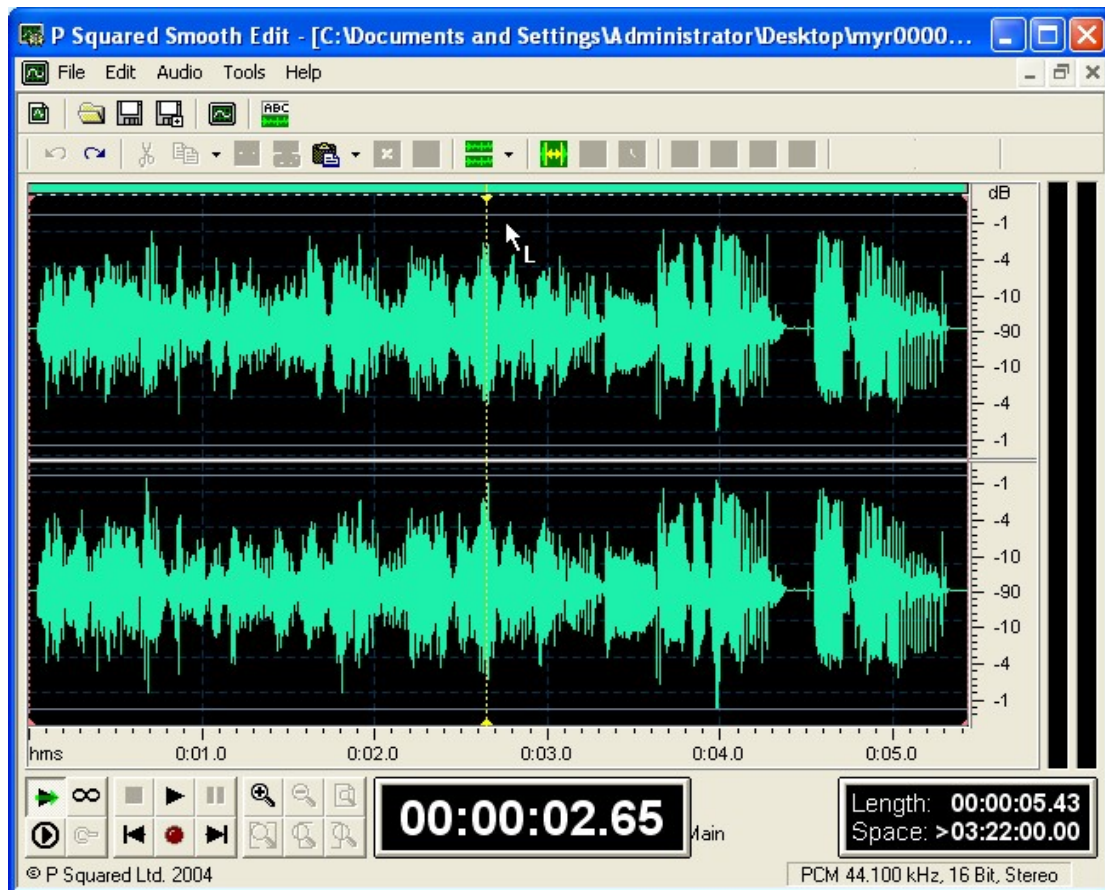 P Squared Smooth Edit - [C:\Documents and Settings\Administrator\Desktop\myr0000...
File Edit Audio Tools Help
ABC
dB
-1
-4
-10
-90
-10
-4
-1
L
-1
-4
-10
-90
-10
-4
-1
hms 0:01.0 0:02.0 0:03.0 0:04.0 0:05.0
00:00:02.65
Main
Length: 00:00:05.43
Space: >03:22:00.00
© P Squared Ltd. 2004
PCM 44.100 kHz, 16 Bit, Stereo